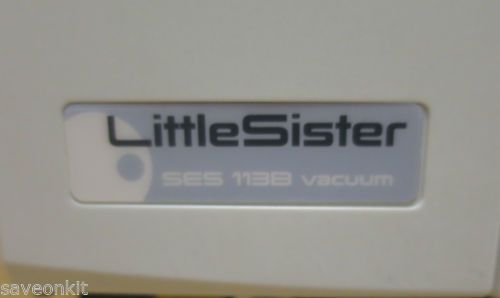 LittleSister
SES 113B vacuum
saveonkit